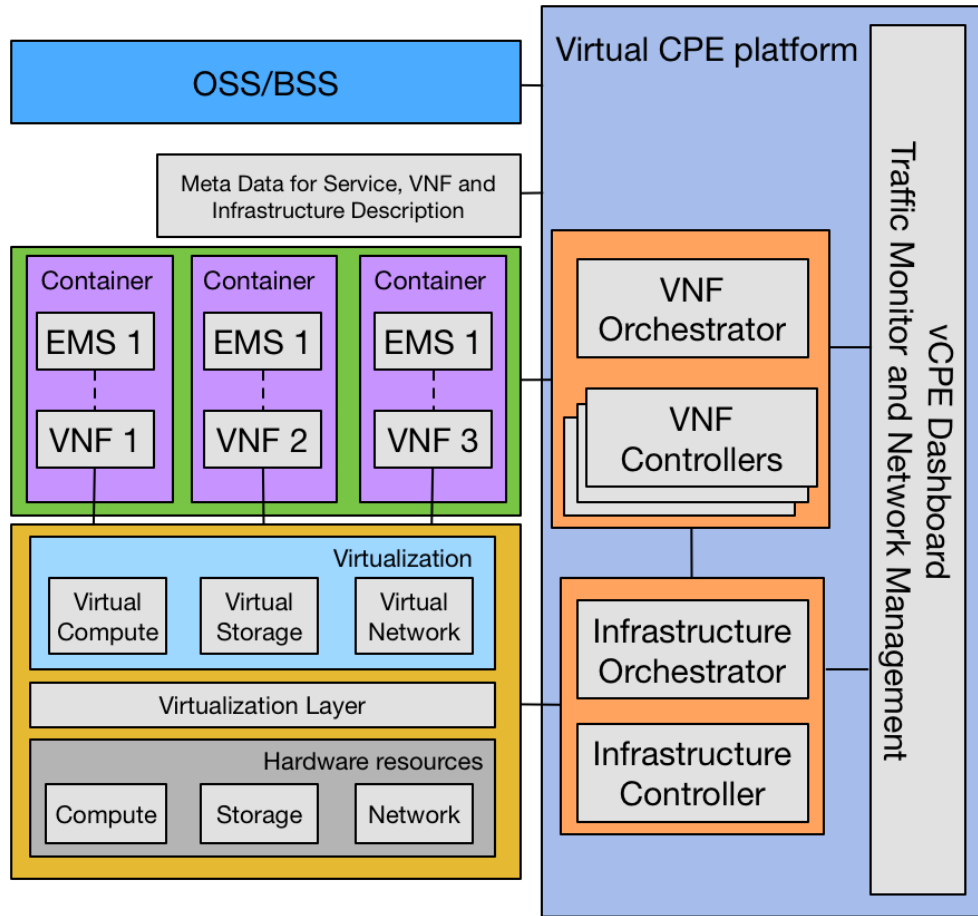 OSS/BSS
Meta Data for Service, VNF and
Infrastructure Description
Container
EMS 1
VNF 1
Container
EMS 1
VNF 2
Container
EMS 1
VNF 3
Virtualization
Virtual
Compute
Virtual
Storage
Virtual
Network
Virtualization Layer
Hardware resources
Compute
Storage
Network
Virtual CPE platform
VNF
Orchestrator
VNF
Controllers
Infrastructure
Orchestrator
Infrastructure
Controller
vCPE Dashboard
Traffic Monitor and Network Management